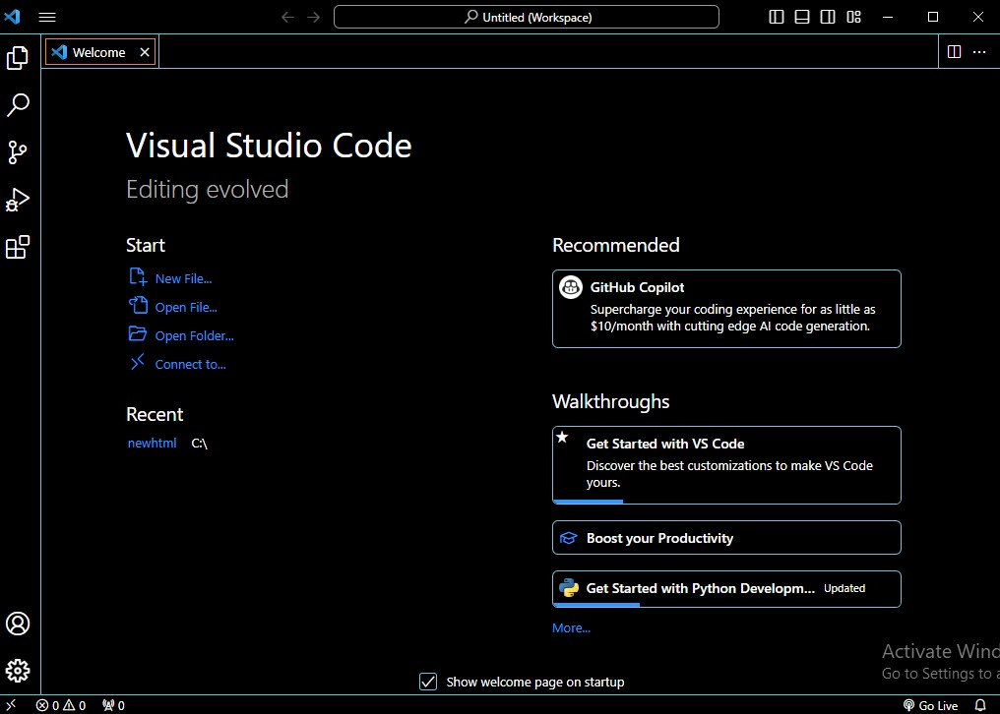 Untitled (Workspace)
Welcome
Visual Studio Code
Editing evolved
Start
New File...
Open File...
Open Folder...
Connect to...
Recent
newhtml C:\
Recommended
GitHub Copilot
Supercharge your coding experience for as little as
$10/month with cutting edge AI code generation.
Walkthroughs
Get Started with VS Code
Discover the best customizations to make VS Code
yours.
Boost your Productivity
Get Started with Python Developm... Updated
More...
Activate Wind
Go to Settings to a
Show welcome page on startup
0 0 0 Go Live